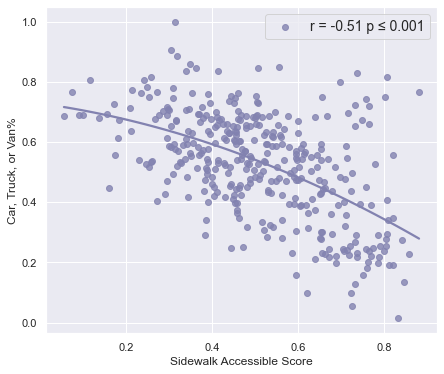 r = -0.51 p ≤ 0.001
1.0
0.8
0.6
0.4
0.2
0.0
Car, Truck, or Van%
0.2 0.4 0.6 0.8
Sidewalk Accessible Score